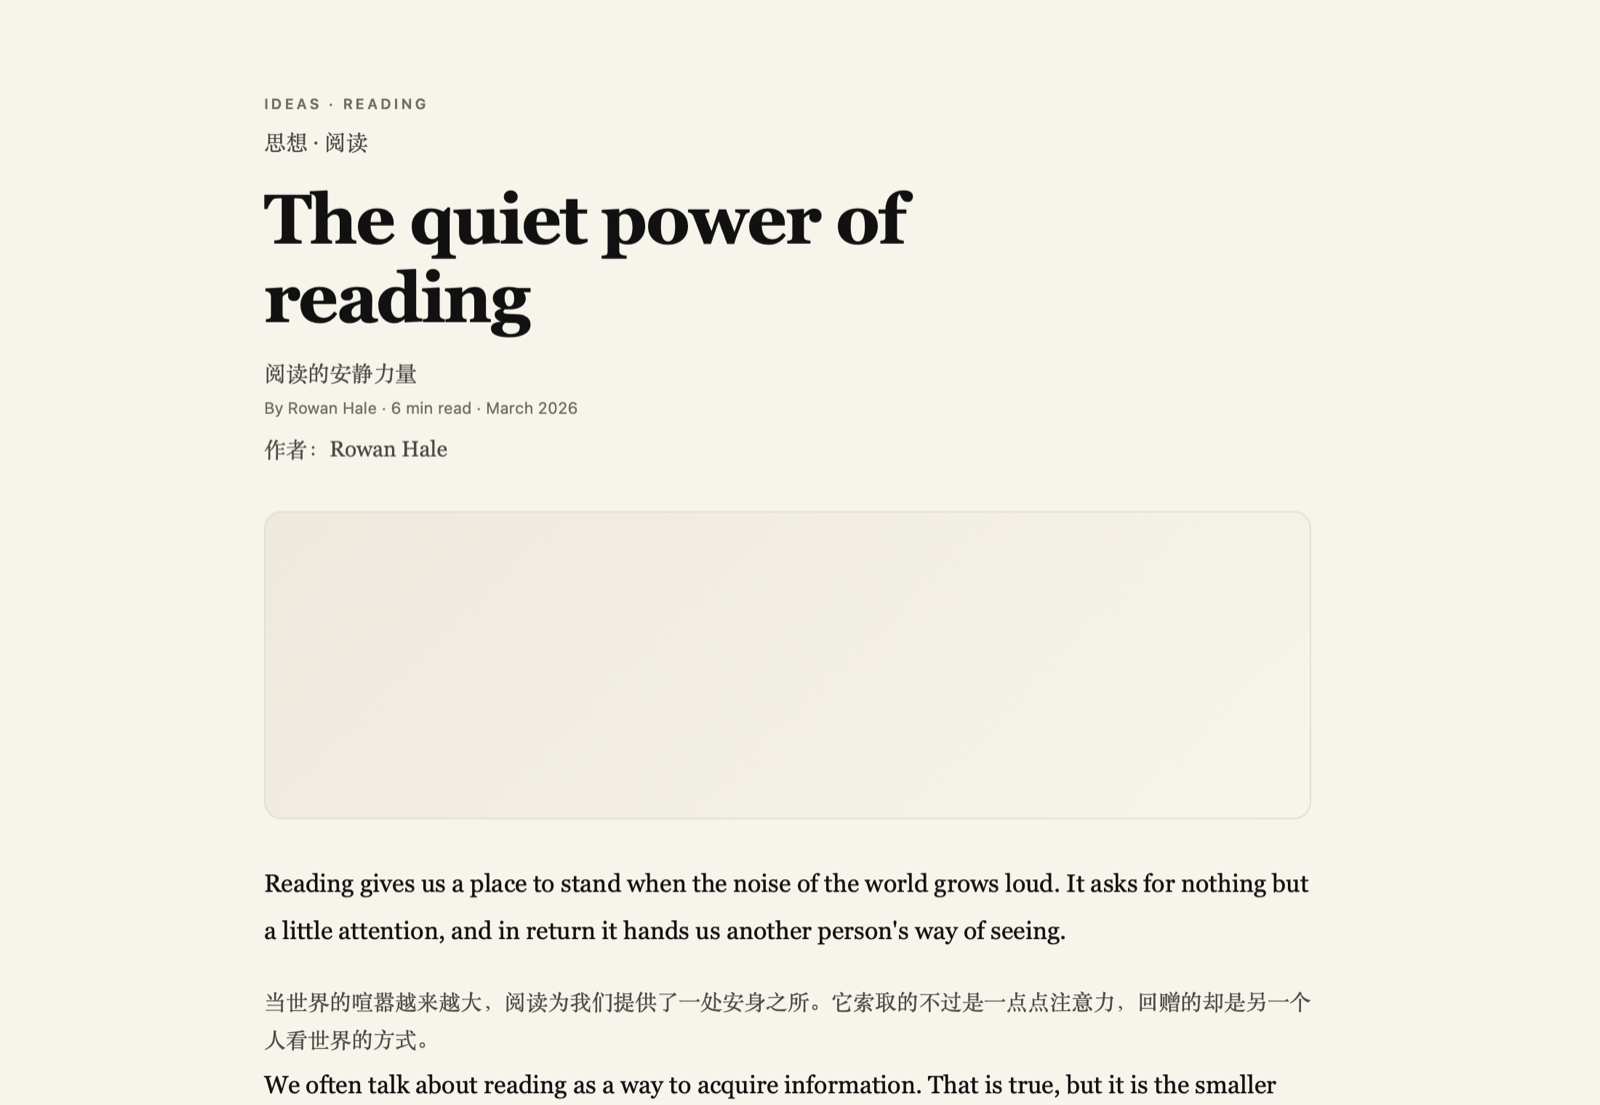 IDEAS · READING
思想 · 阅读
The quiet power of
reading
阅读的安静力量
By Rowan Hale · 6 min read · March 2026
作者：Rowan Hale
Reading gives us a place to stand when the noise of the world grows loud. It asks for nothing but
a little attention, and in return it hands us another person's way of seeing.
当世界的喧嚣越来越大，阅读为我们提供了一处安身之所。它索取的不过是一点点注意力，回赠的却是另一个
人看世界的方式。
We often talk about reading as a way to acquire information. That is true, but it is the smaller